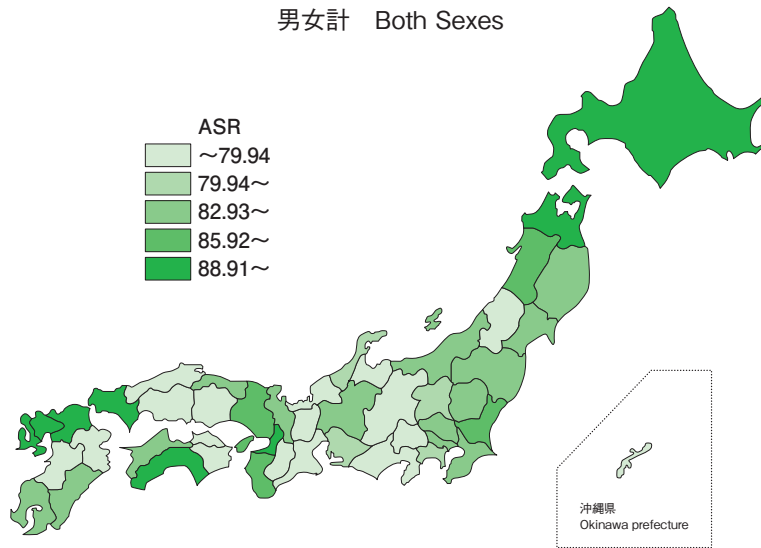 男女計　Both Sexes
ASR
～79.94
79.94～
82.93～
85.92～
88.91～
沖縄県
Okinawa prefecture